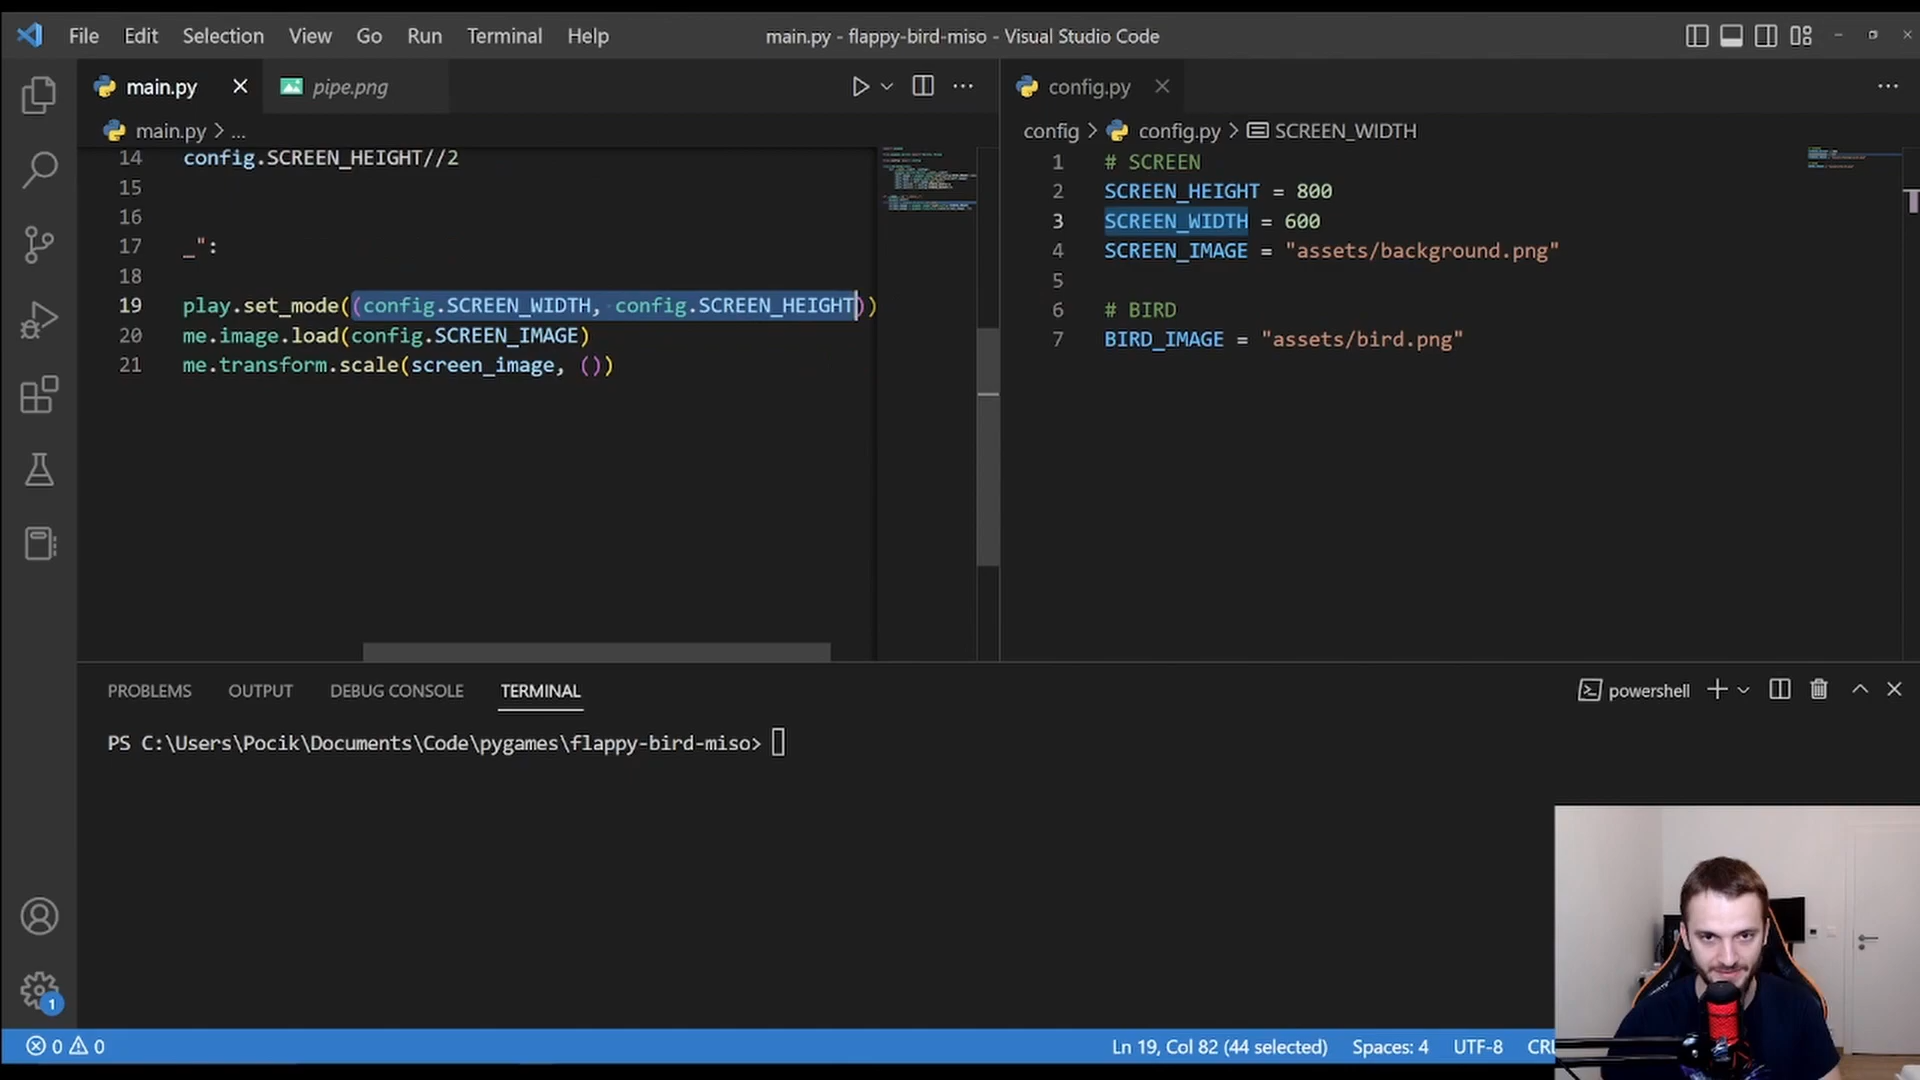 File Edit Selection View Go Run Terminal Help
main.py - flappy-bird-miso - Visual Studio Code
main.py
pipe.png
main.py > ...
14 config.SCREEN_HEIGHT//2
15
16
17 _":
18
19 play.set_mode((config.SCREEN_WIDTH, config.SCREEN_HEIGHT))
20 me.image.load(config.SCREEN_IMAGE)
21 me.transform.scale(screen_image, ())
config.py
config > config.py > SCREEN_WIDTH
1 # SCREEN
2 SCREEN_HEIGHT = 800
3 SCREEN_WIDTH = 600
4 SCREEN_IMAGE = "assets/background.png"
5
6 # BIRD
7 BIRD_IMAGE = "assets/bird.png"
PROBLEMS OUTPUT DEBUG CONSOLE TERMINAL
powershell
PS C:\Users\Pocik\Documents\Code\pygames\flappy-bird-miso>
1
0 0
Ln 19, Col 82 (44 selected) Spaces: 4 UTF-8 CRL